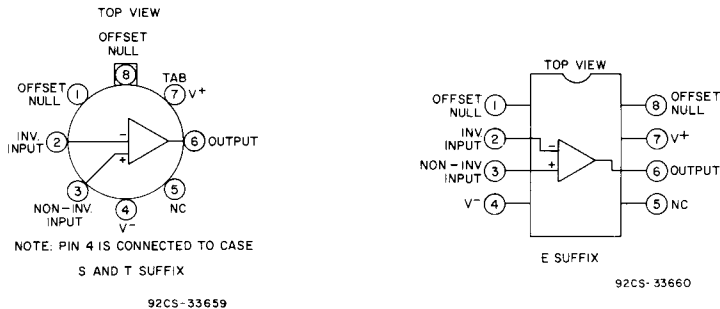 TOP VIEW
OFFSET
NULL
8
TAB
OFFSET
NULL
1
7
V+
INV.
INPUT
2
-
+
6
OUTPUT
3
NON-INV.
INPUT
4
V-
5
NC
NOTE: PIN 4 IS CONNECTED TO CASE
S AND T SUFFIX
92CS-33659
TOP VIEW
OFFSET
NULL
1
8
OFFSET
NULL
INV
INPUT
2
-
7
V+
NON-INV
INPUT
3
+
6
OUTPUT
V-
4
5
NC
E SUFFIX
92CS-33660